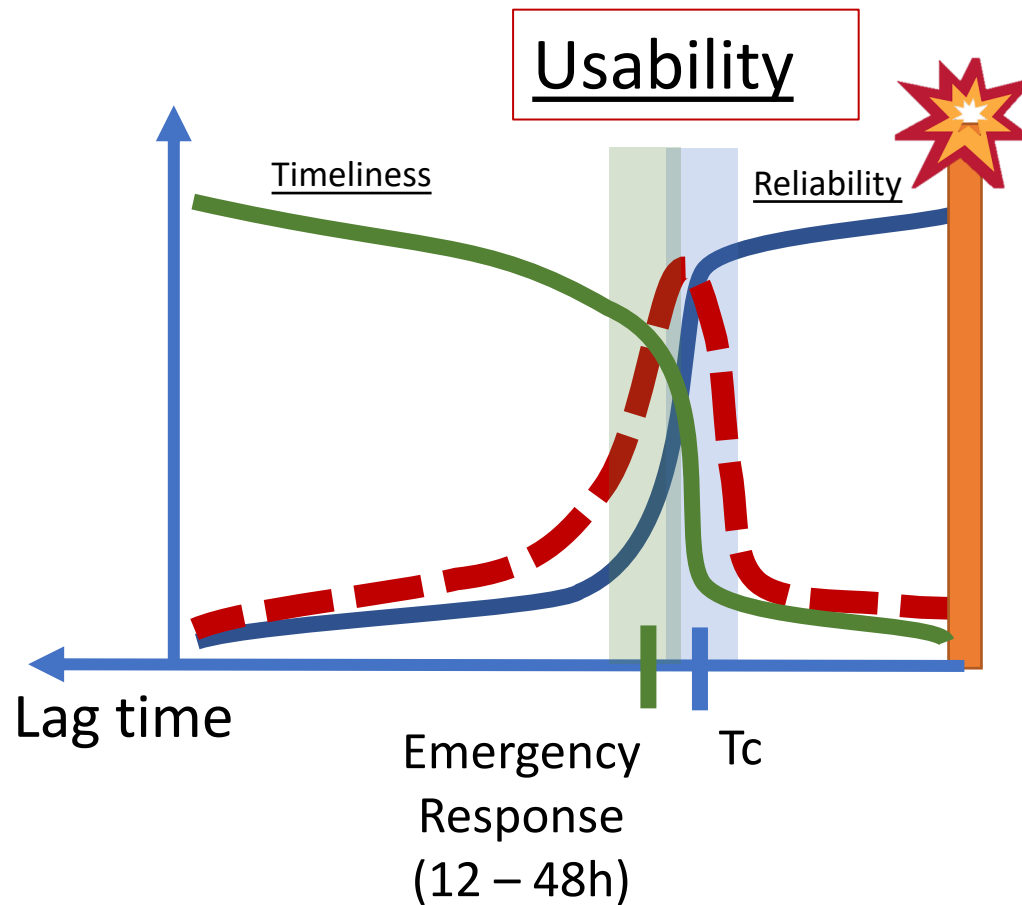 Usability
Timeliness
Reliability
Lag time
Emergency
Response
(12 – 48h)
Tc